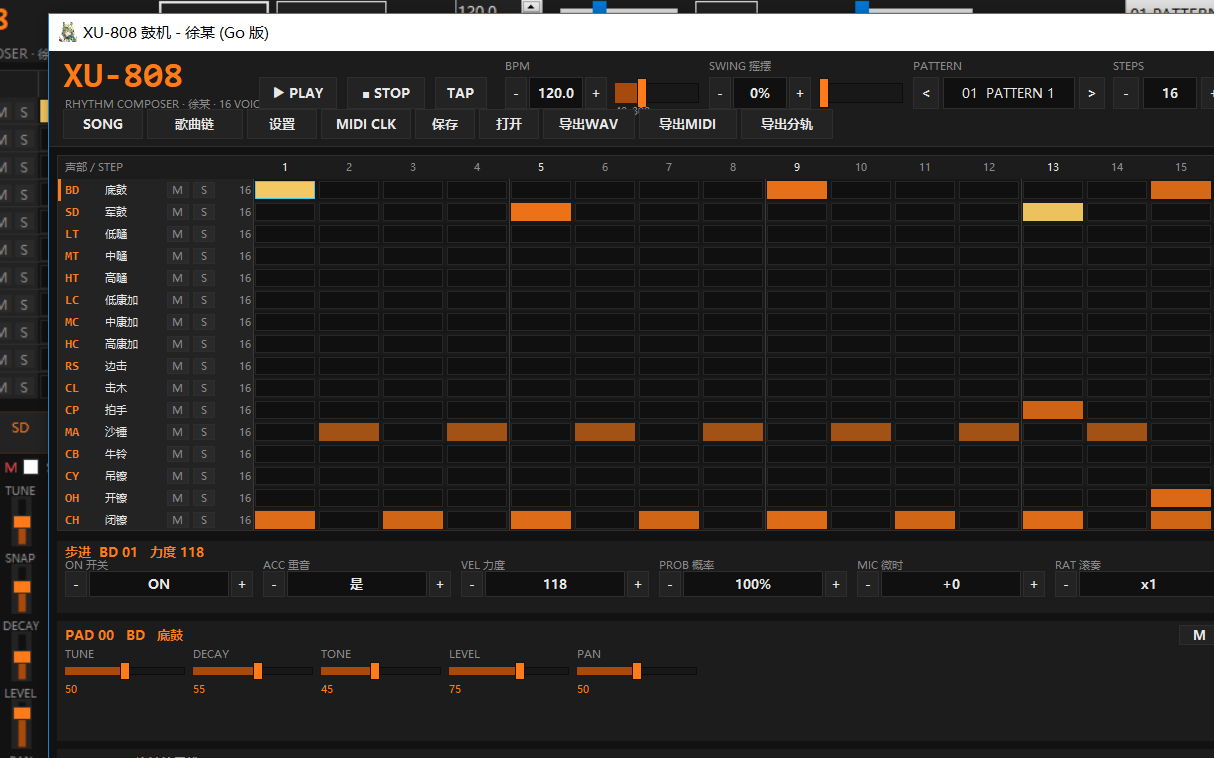 120.0
01 PATTERN
XU-808 鼓机 - 徐某 (Go 版)
OSER · 徐
XU-808
RHYTHM COMPOSER · 徐某 · 16 VOIC
▶ PLAY ■ STOP TAP
BPM
- 120.0 +
SWING 摇摆
- 0% +
PATTERN
< 01 PATTERN 1 >
STEPS
- 16 +
SONG 歌曲链 设置 MIDI CLK 保存 打开 导出WAV 导出MIDI 导出分轨
声部 / STEP 1 2 3 4 5 6 7 8 9 10 11 12 13 14 15
BD 底鼓 M S 16
SD 军鼓 M S 16
LT 低嗵 M S 16
MT 中嗵 M S 16
HT 高嗵 M S 16
LC 低康加 M S 16
MC 中康加 M S 16
HC 高康加 M S 16
RS 边击 M S 16
CL 击木 M S 16
CP 拍手 M S 16
MA 沙锤 M S 16
CB 牛铃 M S 16
CY 吊镲 M S 16
OH 开镲 M S 16
CH 闭镲 M S 16
步进 BD 01 力度 118
ON 开关 ACC 重音 VEL 力度 PROB 概率 MIC 微时 RAT 滚奏
- ON + - 是 + - 118 + - 100% + - +0 + - x1
PAD 00 BD 底鼓 M
TUNE DECAY TONE LEVEL PAN
50 55 45 75 50
SD
M
TUNE
SNAP
DECAY
LEVEL